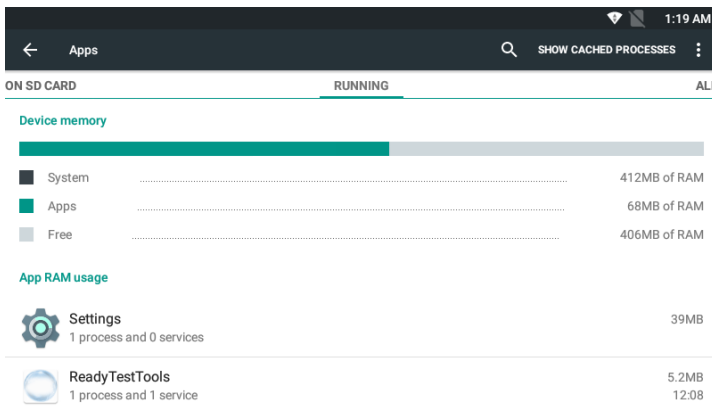 1:19 AM
Apps
SHOW CACHED PROCESSES
ON SD CARD
RUNNING
AL
Device memory
System 412MB of RAM
Apps 68MB of RAM
Free 406MB of RAM
App RAM usage
Settings 39MB
1 process and 0 services
ReadyTestTools 5.2MB
1 process and 1 service 12:08